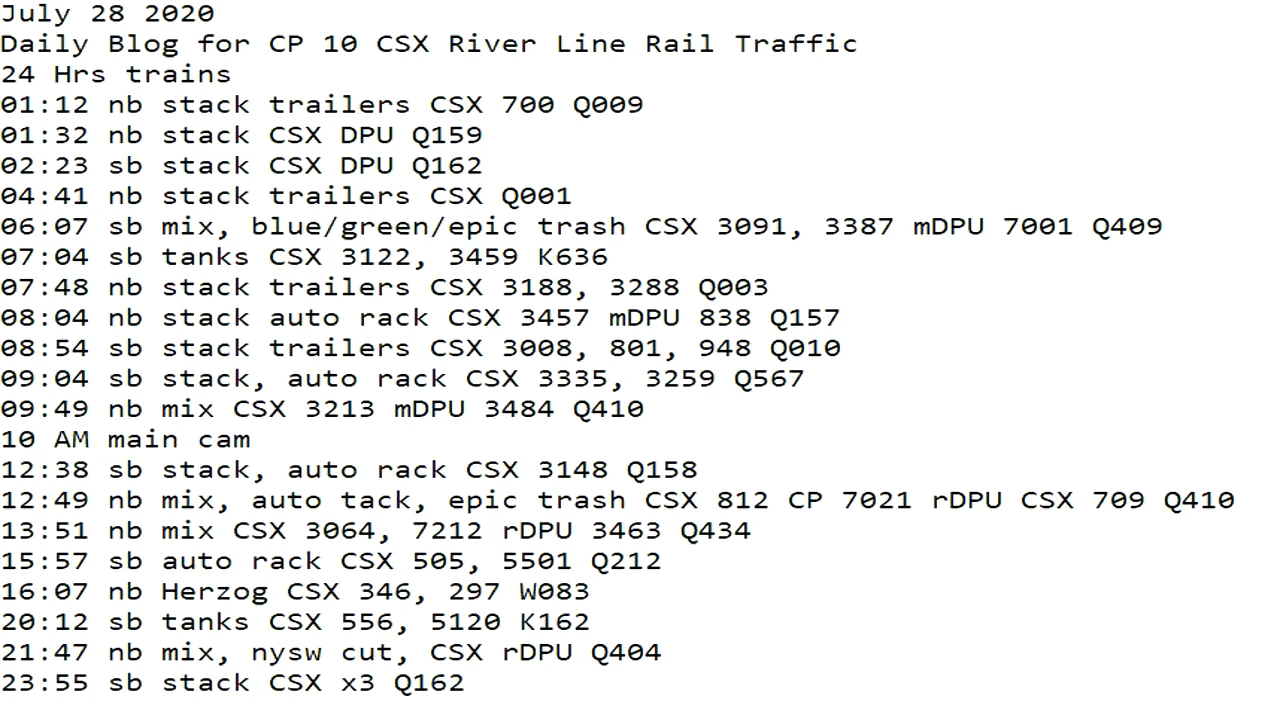 July 28 2020
Daily Blog for CP 10 CSX River Line Rail Traffic
24 Hrs trains
01:12 nb stack trailers CSX 700 Q009
01:32 nb stack CSX DPU Q159
02:23 sb stack CSX DPU Q162
04:41 nb stack trailers CSX Q001
06:07 sb mix, blue/green/epic trash CSX 3091, 3387 mDPU 7001 Q409
07:04 sb tanks CSX 3122, 3459 K636
07:48 nb stack trailers CSX 3188, 3288 Q003
08:04 nb stack auto rack CSX 3457 mDPU 838 Q157
08:54 sb stack trailers CSX 3008, 801, 948 Q010
09:04 sb stack, auto rack CSX 3335, 3259 Q567
09:49 nb mix CSX 3213 mDPU 3484 Q410
10 AM main cam
12:38 sb stack, auto rack CSX 3148 Q158
12:49 nb mix, auto tack, epic trash CSX 812 CP 7021 rDPU CSX 709 Q410
13:51 nb mix CSX 3064, 7212 rDPU 3463 Q434
15:57 sb auto rack CSX 505, 5501 Q212
16:07 nb Herzog CSX 346, 297 W083
20:12 sb tanks CSX 556, 5120 K162
21:47 nb mix, nysw cut, CSX rDPU Q404
23:55 sb stack CSX x3 Q162